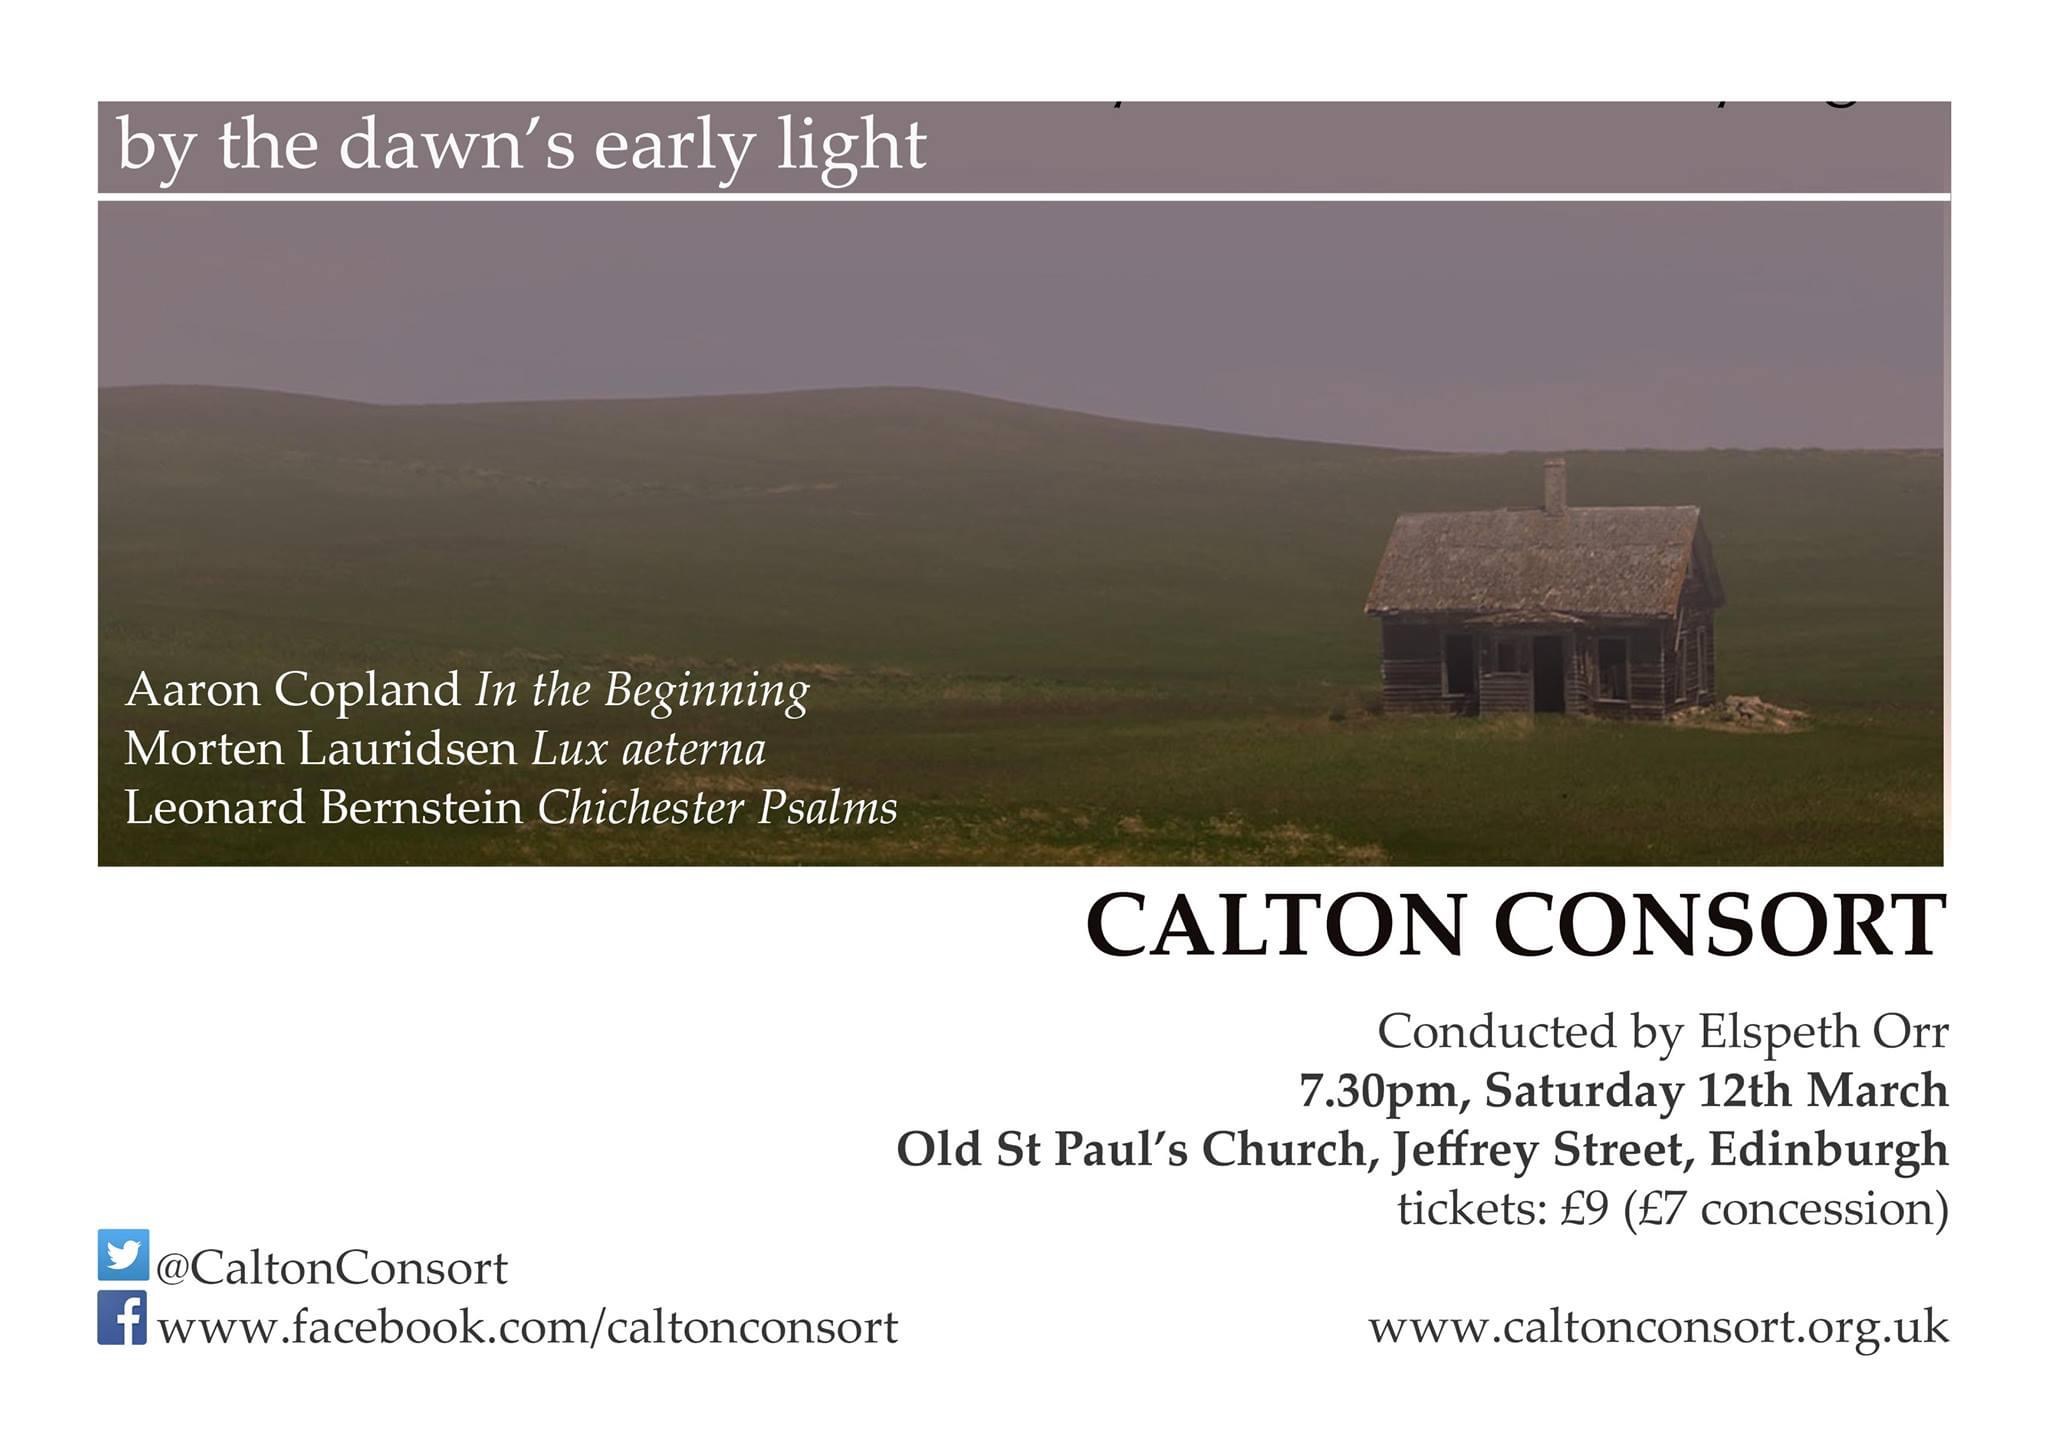 by the dawn’s early light
Aaron Copland In the Beginning
Morten Lauridsen Lux aeterna
Leonard Bernstein Chichester Psalms
CALTON CONSORT
Conducted by Elspeth Orr
7.30pm, Saturday 12th March
Old St Paul’s Church, Jeffrey Street, Edinburgh
tickets: £9 (£7 concession)
@CaltonConsort
www.facebook.com/caltonconsort
www.caltonconsort.org.uk